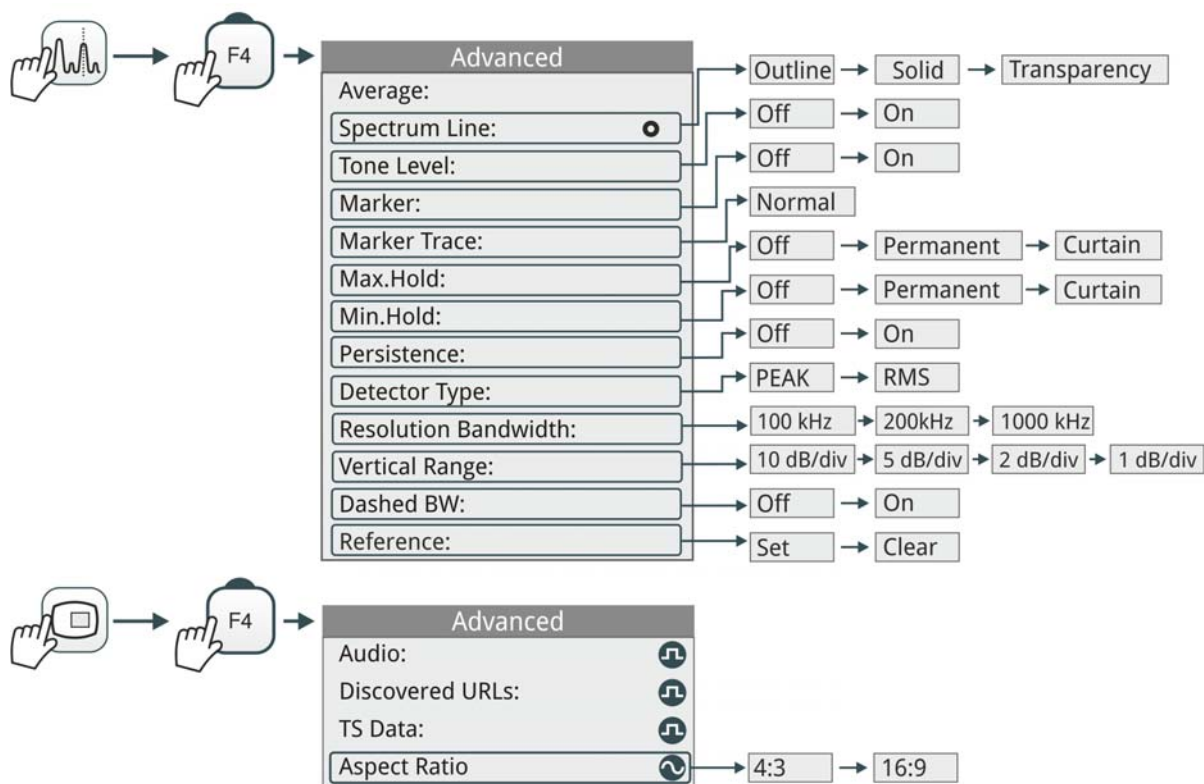 F4
Advanced
Average:
Spectrum Line: Outline Solid Transparency
Tone Level: Off On
Marker: Off On
Marker Trace: Normal
Max.Hold: Off Permanent Curtain
Min.Hold: Off Permanent Curtain
Persistence: Off On
Detector Type: PEAK RMS
Resolution Bandwidth: 100 kHz 200kHz 1000 kHz
Vertical Range: 10 dB/div 5 dB/div 2 dB/div 1 dB/div
Dashed BW: Off On
Reference: Set Clear
F4
Advanced
Audio:
Discovered URLs:
TS Data:
Aspect Ratio 4:3 16:9